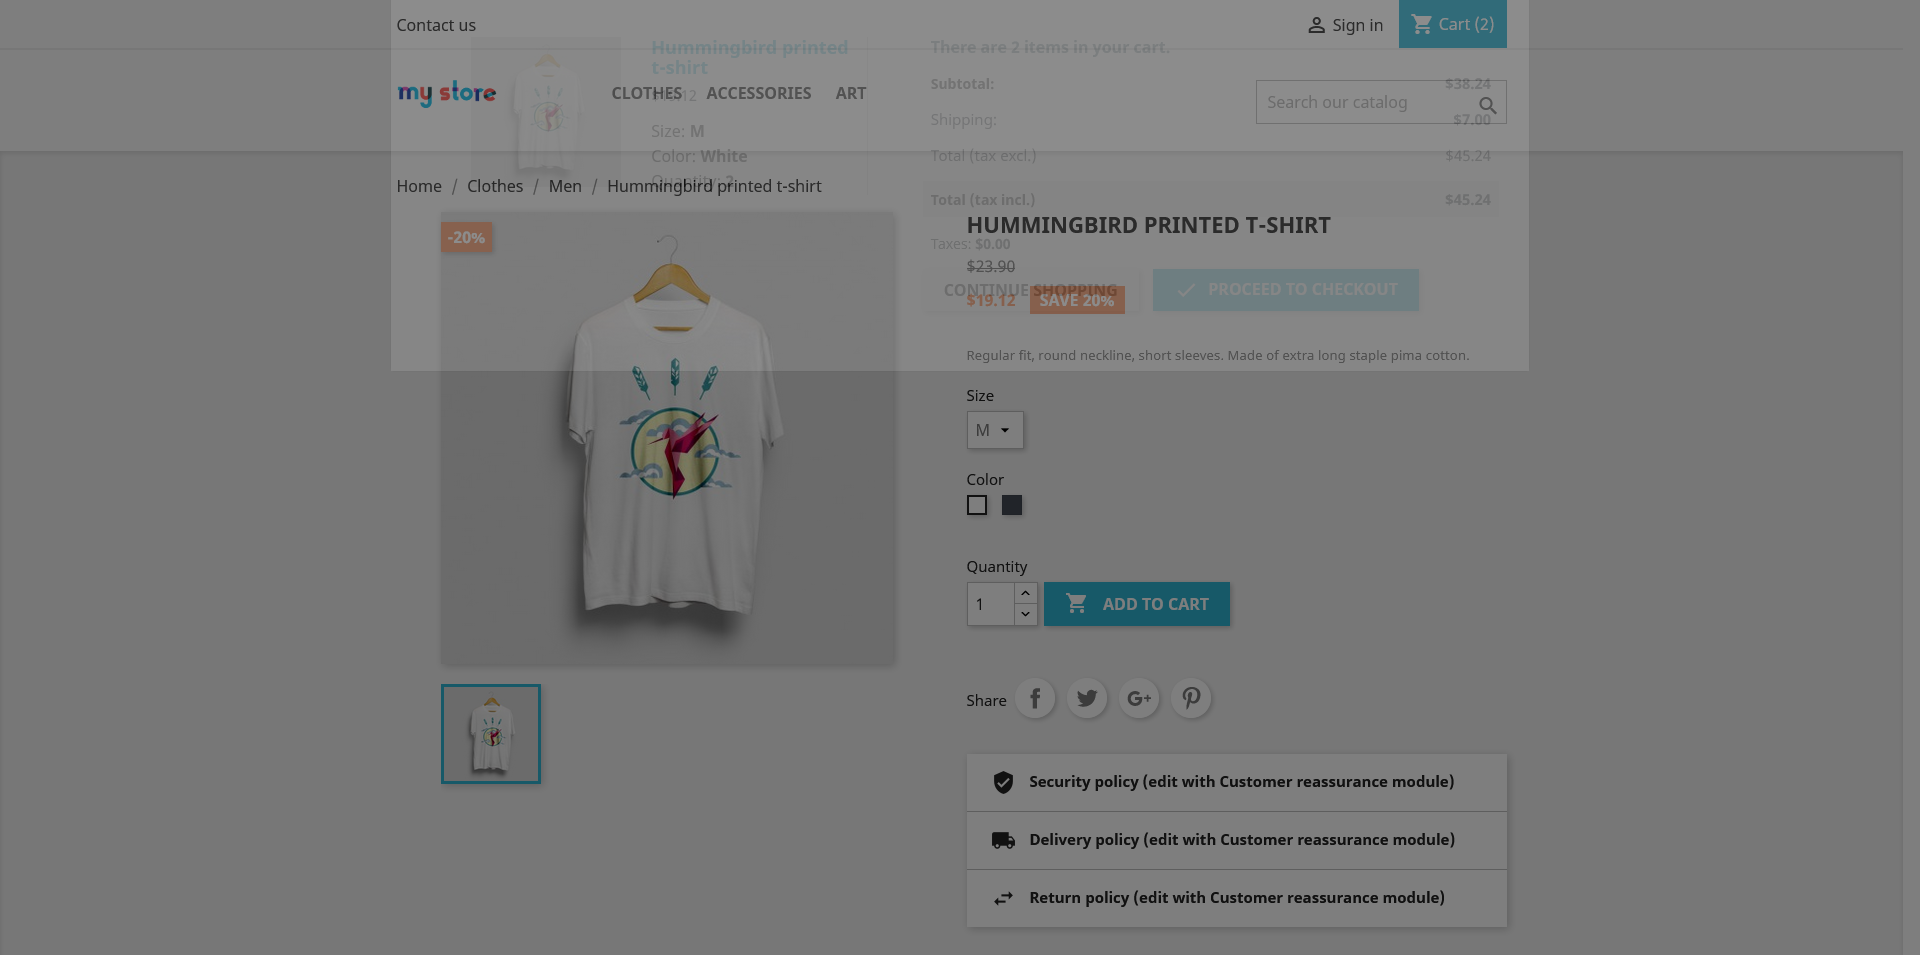 Contact us
Sign in
Cart (2)
Hummingbird printed
t-shirt
There are 2 items in your cart.
Subtotal: $38.24
my store
CLOTHES ACCESSORIES ART
Search our catalog
Shipping: $7.00
Size: M
Color: White
Total (tax excl.) $45.24
Quantity: 2
Home / Clothes / Men / Hummingbird printed t-shirt
Total (tax incl.) $45.24
-20%
HUMMINGBIRD PRINTED T-SHIRT
Taxes: $0.00
$23.90
CONTINUE SHOPPING
PROCEED TO CHECKOUT
$19.12 SAVE 20%
Regular fit, round neckline, short sleeves. Made of extra long staple pima cotton.
Size
M
Color
Quantity
1
ADD TO CART
Share
Security policy (edit with Customer reassurance module)
Delivery policy (edit with Customer reassurance module)
Return policy (edit with Customer reassurance module)